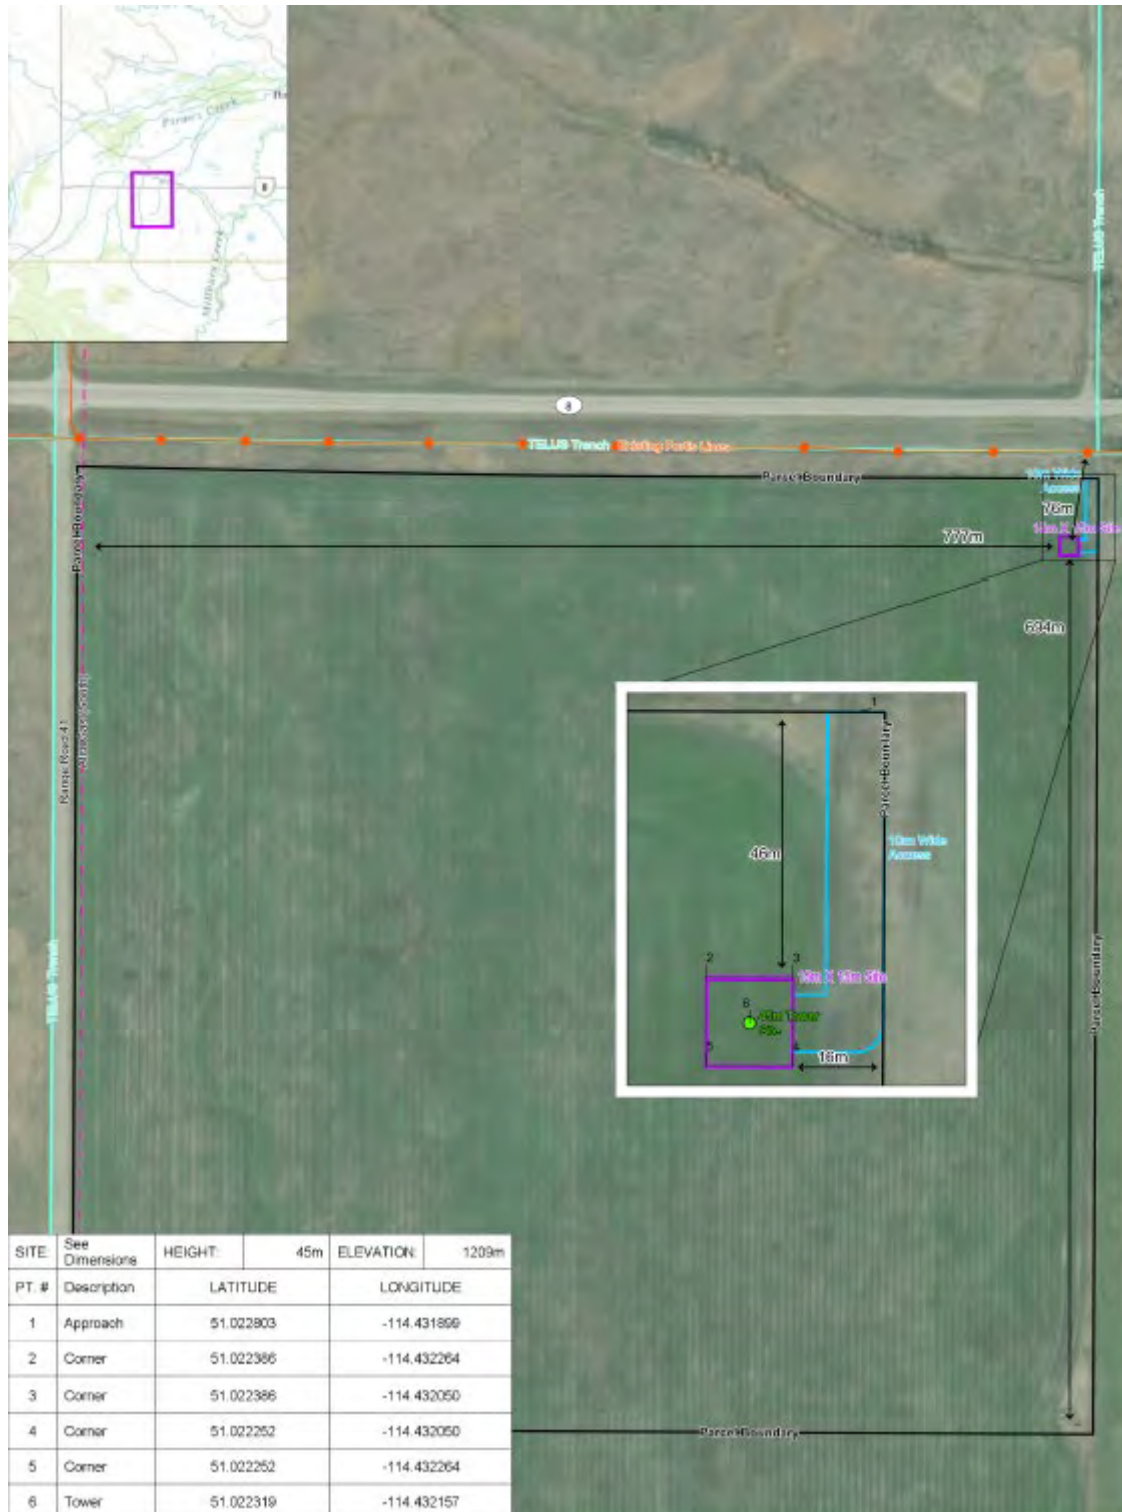 8
TELUS Trench
8
TELUS Trench Existing Fortis Lines
Parcel Boundary
10m Wide
Access
76m
15m X 15m Site
777m
Parcel Boundary
694m
Range Road 41
1
Parcel Boundary
46m
10m Wide
Access
2
3
15m X 15m Site
6
45m Tower
Site
5
4
16m
TELUS Trench
Parcel Boundary
Parcel Boundary
SITE: See Dimensions HEIGHT: 45m ELEVATION: 1209m
PT. # Description LATITUDE LONGITUDE
1 Approach 51.022803 -114.431899
2 Corner 51.022386 -114.432264
3 Corner 51.022386 -114.432050
4 Corner 51.022252 -114.432050
5 Corner 51.022252 -114.432264
6 Tower 51.022319 -114.432157